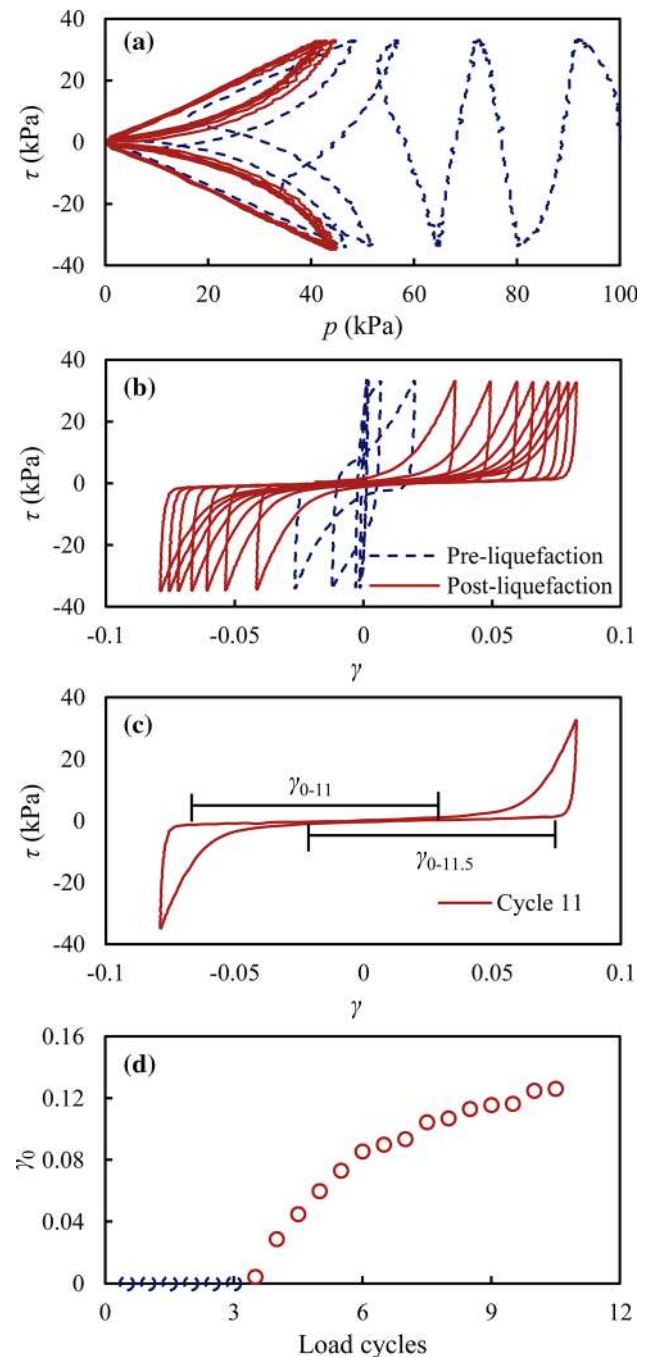 (a)
40
20
0
-20
-40
τ (kPa)
0 20 40 60 80 100
p (kPa)
(b)
40
20
0
-20
-40
τ (kPa)
Pre-liquefaction
Post-liquefaction
-0.1 -0.05 0 0.05 0.1
γ
(c)
40
20
0
-20
-40
τ (kPa)
γ0-11
γ0-11.5
Cycle 11
-0.1 -0.05 0 0.05 0.1
γ
(d)
0.16
0.12
0.08
0.04
0
γ0
0 3 6 9 12
Load cycles